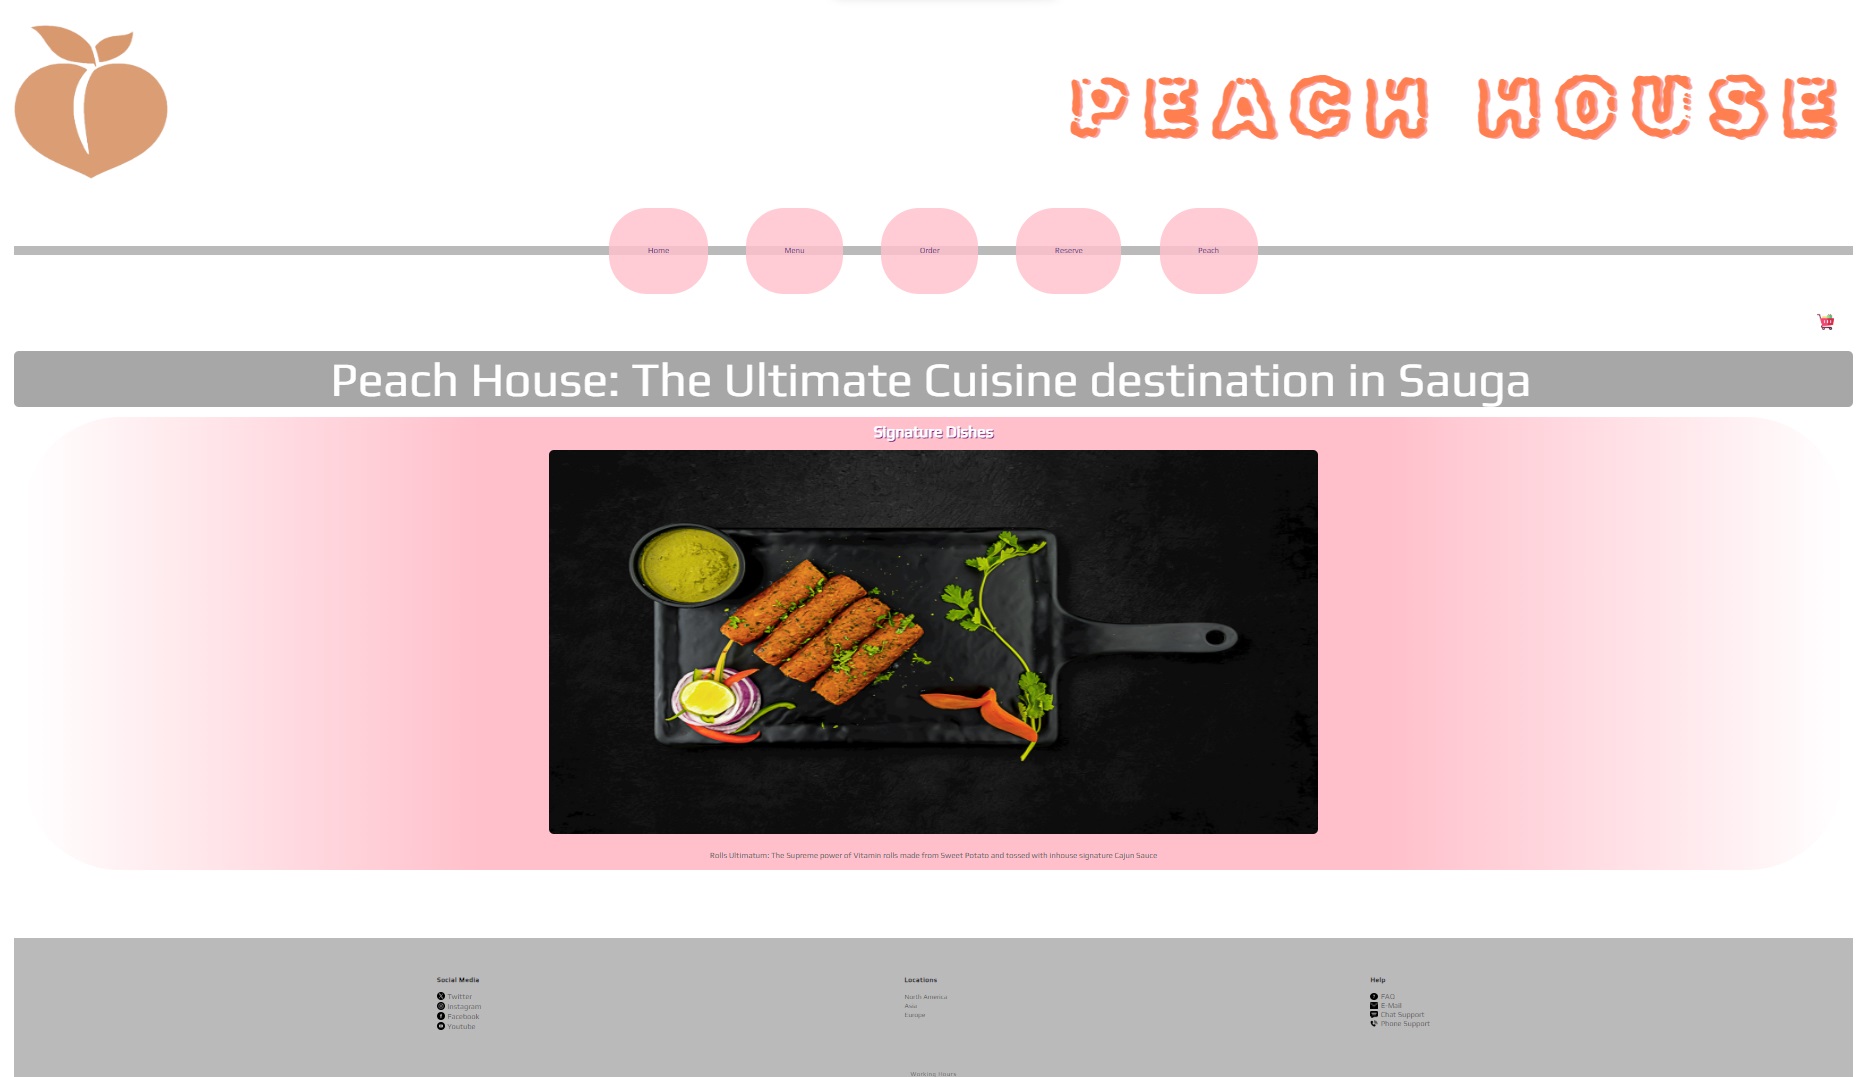 PEACH HOUSE
Home Menu Order Reserve Peach
Peach House: The Ultimate Cuisine destination in Sauga
Signature Dishes
Rolls Ultimatum: The Supreme power of Vitamin rolls made from Sweet Potato and tossed with inhouse signature Cajun Sauce
Social Media
Twitter
Instagram
Facebook
Youtube
Locations
North America
Asia
Europe
Help
FAQ
E-Mail
Chat Support
Phone Support
Working Hours